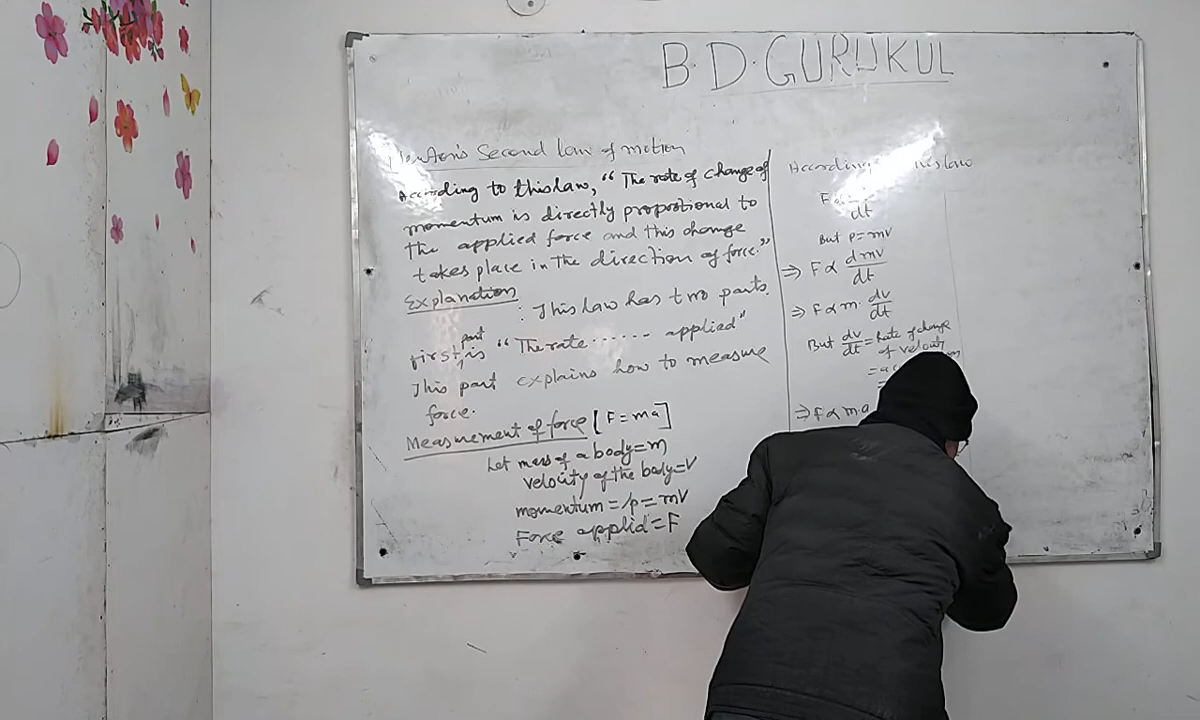 B.D.GURUKUL
Newton's Second law of motion
According to this law, "The rate of change of
momentum is directly proportional to
the applied force and this change
takes place in the direction of force."
Explanation : This law has two parts.
first part is "The rate ...... applied"
This part explains how to measure
force.
Measurement of force [F=ma]
Let mass of a body=m
velocity of the body=v
momentum=p=mv
Force applid=F
According law
F
dt
But p=mv
⇒ F∝ dmv/dt
⇒ F∝m. dv/dt
But dv/dt = Rate of change
of velocity
⇒ F∝m.a